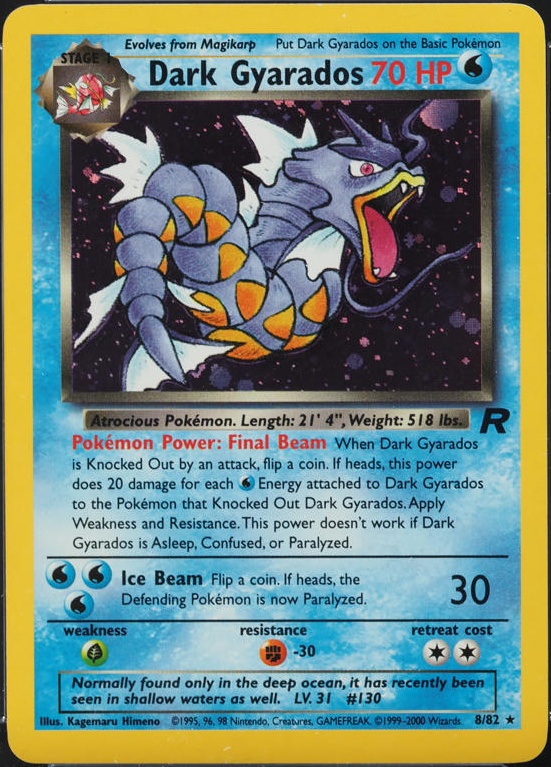 Evolves from Magikarp Put Dark Gyarados on the Basic Pokémon
STAGE 1
Dark Gyarados 70 HP
Atrocious Pokémon. Length: 21' 4", Weight: 518 lbs.
R
Pokémon Power: Final Beam When Dark Gyarados
is Knocked Out by an attack, flip a coin. If heads, this power
does 20 damage for each Energy attached to Dark Gyarados
to the Pokémon that Knocked Out Dark Gyarados. Apply
Weakness and Resistance. This power doesn't work if Dark
Gyarados is Asleep, Confused, or Paralyzed.
Ice Beam Flip a coin. If heads, the
Defending Pokémon is now Paralyzed.
30
weakness resistance retreat cost
-30
Normally found only in the deep ocean, it has recently been
seen in shallow waters as well. LV. 31 #130
Illus. Kagemaru Himeno ©1995, 96, 98 Nintendo, Creatures, GAMEFREAK. ©1999-2000 Wizards. 8/82 ★